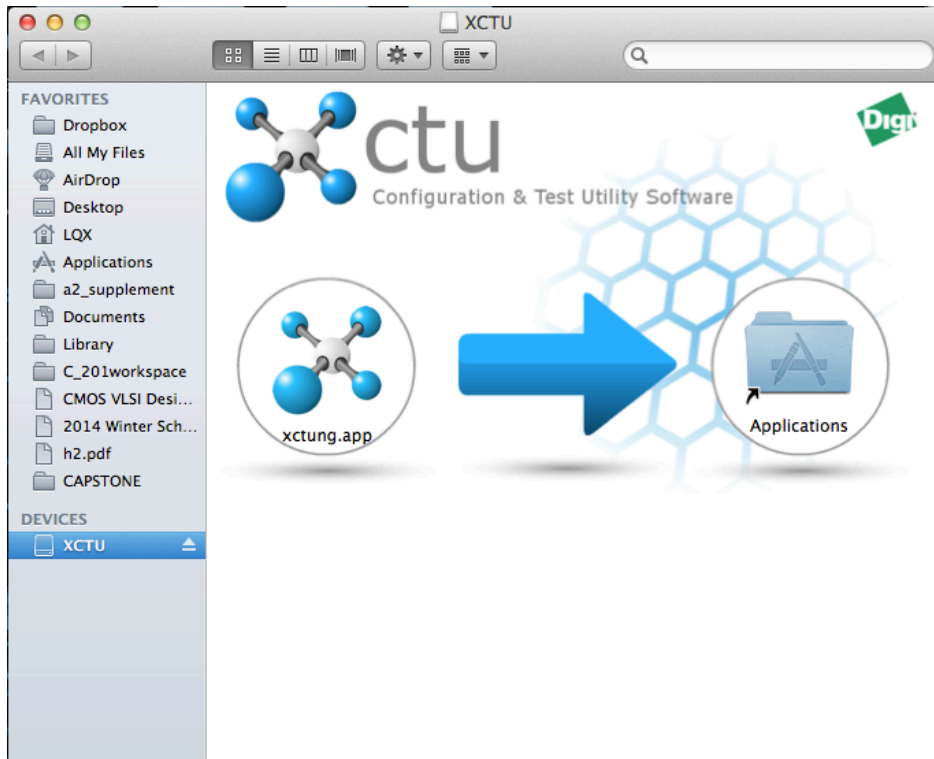 XCTU
FAVORITES
Dropbox
All My Files
AirDrop
Desktop
LQX
Applications
a2_supplement
Documents
Library
C_201workspace
CMOS VLSI Desi...
2014 Winter Sch...
h2.pdf
CAPSTONE
DEVICES
XCTU
ctu
Configuration & Test Utility Software
Digi
xctung.app
Applications